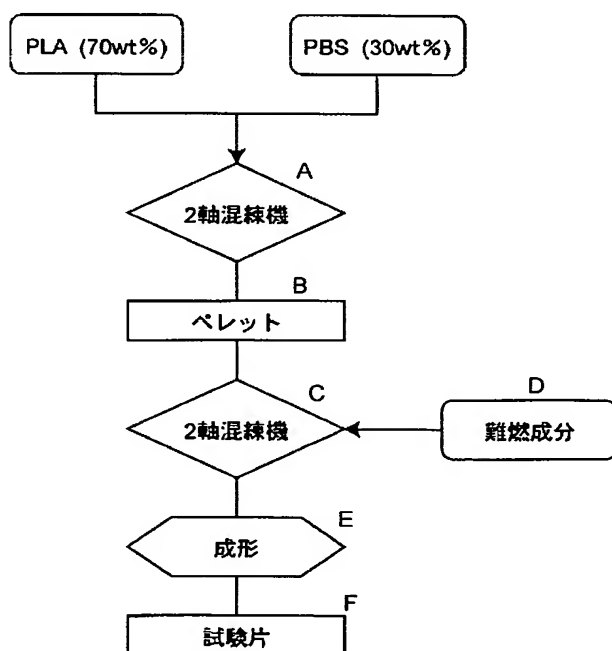 PLA (70wt%)
PBS (30wt%)
A
2軸混練機
B
ペレット
C
2軸混練機
D
難燃成分
E
成形
F
試験片